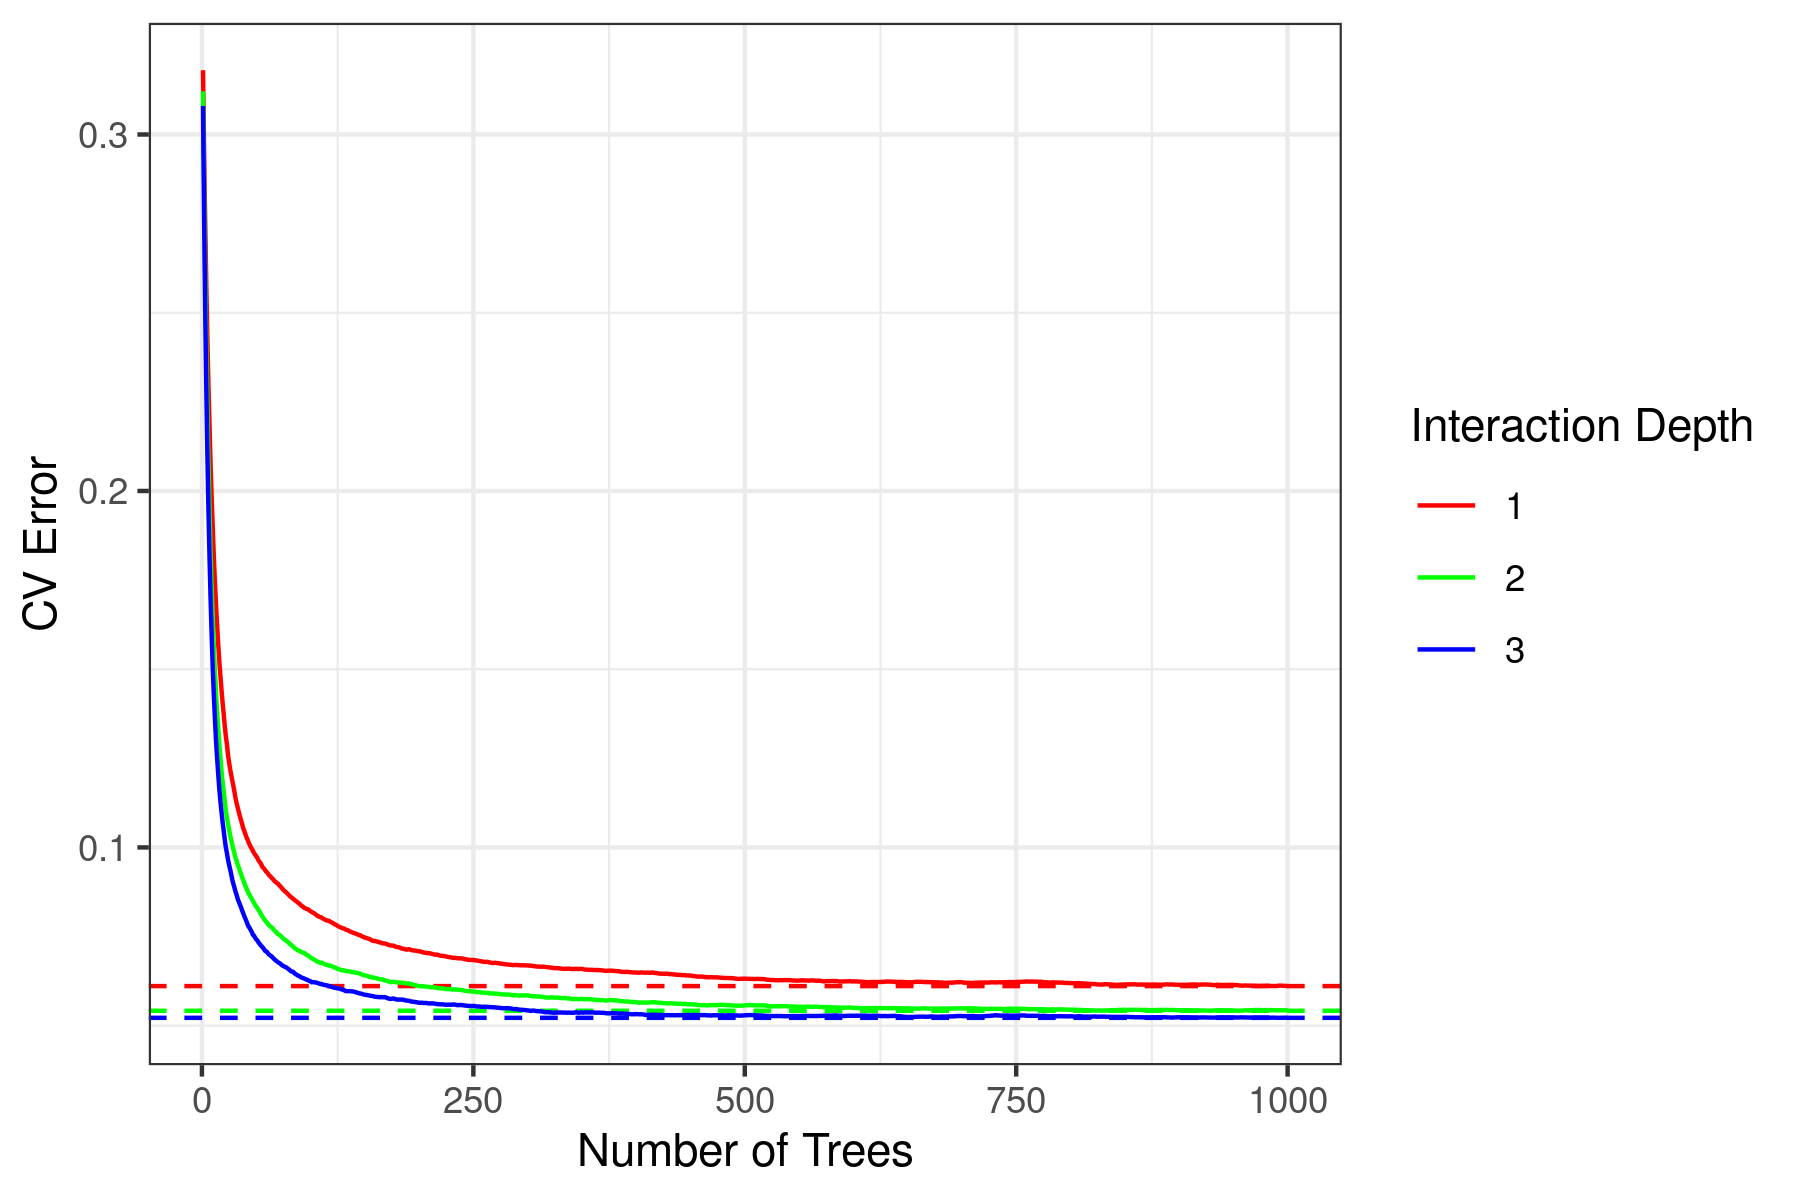 CV Error
0.3
0.2
0.1
0 250 500 750 1000
Number of Trees
Interaction Depth
1
2
3